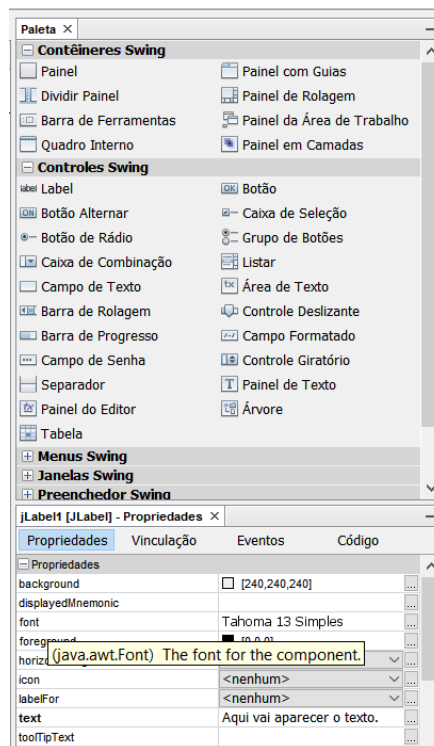 Paleta ×
Contêineres Swing
Painel Painel com Guias
Dividir Painel Painel de Rolagem
Barra de Ferramentas Painel da Área de Trabalho
Quadro Interno Painel em Camadas
Controles Swing
label Label OK Botão
ON Botão Alternar Caixa de Seleção
Botão de Rádio Grupo de Botões
Caixa de Combinação Listar
Campo de Texto tx Área de Texto
Barra de Rolagem Controle Deslizante
Barra de Progresso Campo Formatado
Campo de Senha Controle Giratório
Separador T Painel de Texto
Painel do Editor Árvore
Tabela
Menus Swing
Janelas Swing
Preenchedor Swing
jLabel1 [JLabel] - Propriedades ×
Propriedades Vinculação Eventos Código
Propriedades
background [240,240,240] ...
displayedMnemonic ...
font Tahoma 13 Simples ...
foreground [0,0,0] ...
(java.awt.Font) The font for the component.
icon <nenhum> ...
labelFor <nenhum> ...
text Aqui vai aparecer o texto. ...
toolTipText ...